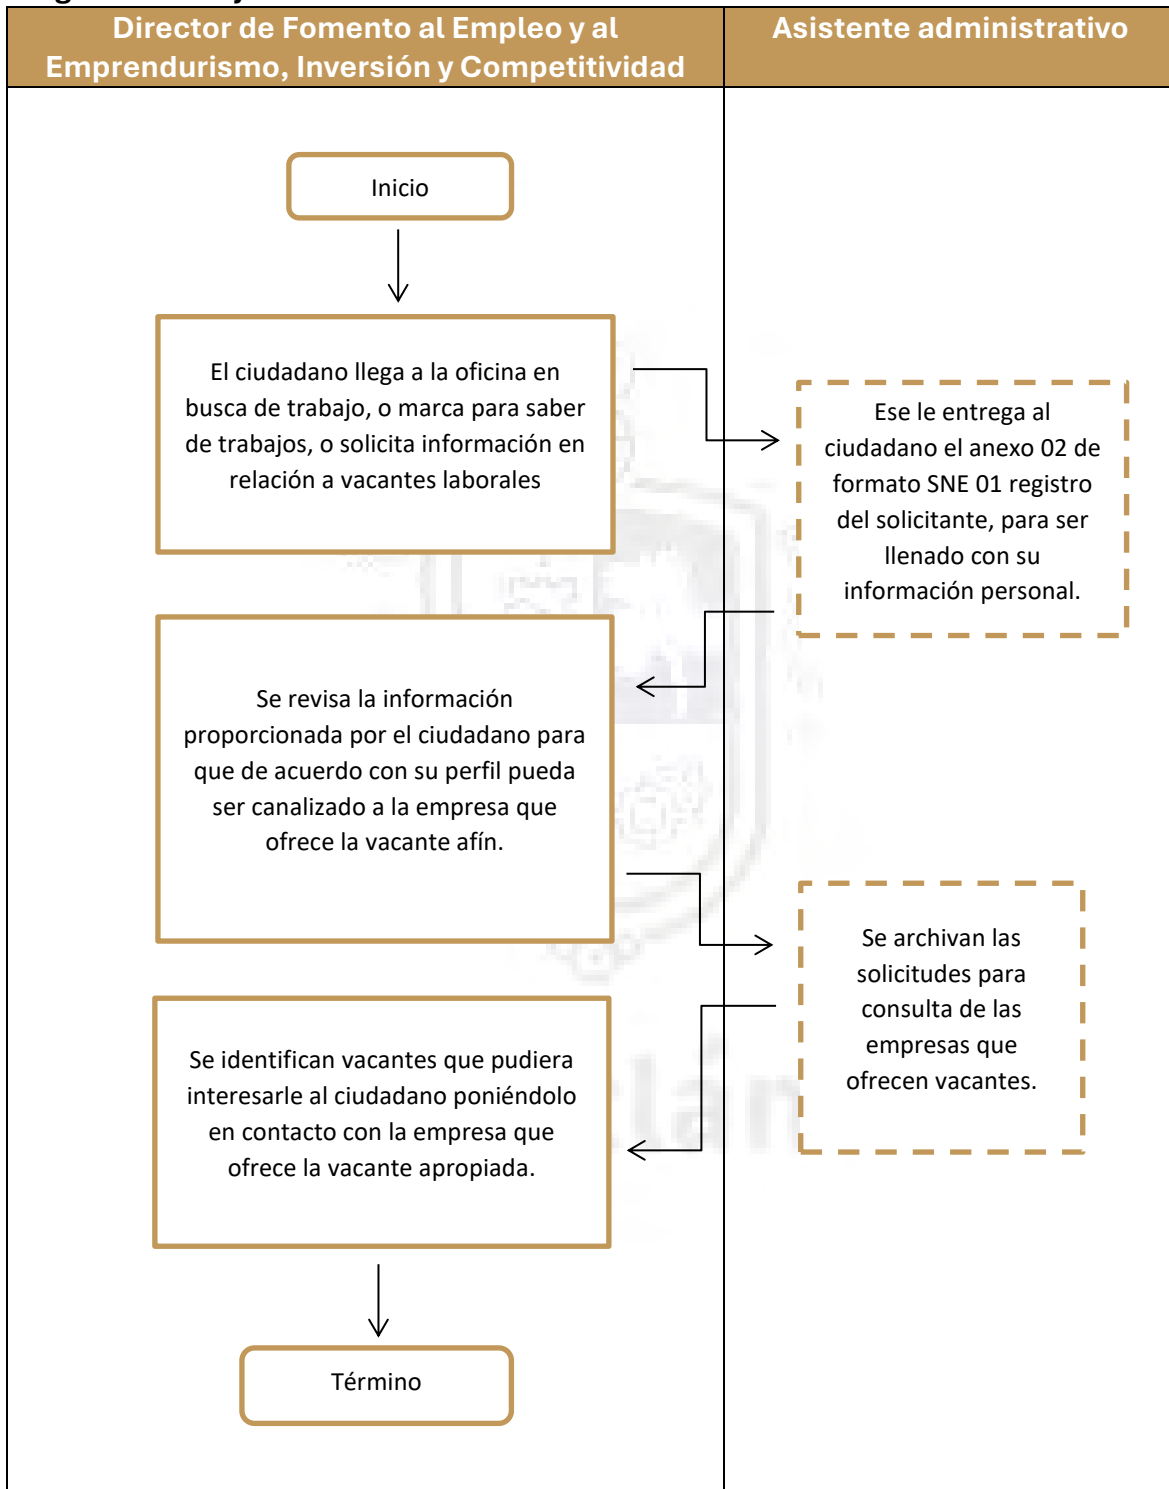 Director de Fomento al Empleo y al
Emprendurismo, Inversión y Competitividad
Asistente administrativo
Inicio
El ciudadano llega a la oficina en
busca de trabajo, o marca para saber
de trabajos, o solicita información en
relación a vacantes laborales
Ese le entrega al
ciudadano el anexo 02 de
formato SNE 01 registro
del solicitante, para ser
llenado con su
información personal.
Se revisa la información
proporcionada por el ciudadano para
que de acuerdo con su perfil pueda
ser canalizado a la empresa que
ofrece la vacante afín.
Se archivan las
solicitudes para
consulta de las
empresas que
ofrecen vacantes.
Se identifican vacantes que pudiera
interesarle al ciudadano poniéndolo
en contacto con la empresa que
ofrece la vacante apropiada.
Término